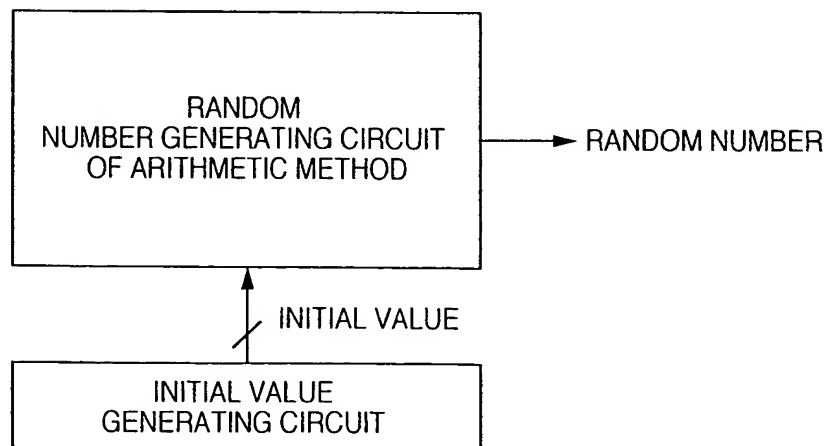 RANDOM
NUMBER GENERATING CIRCUIT
OF ARITHMETIC METHOD
RANDOM NUMBER
INITIAL VALUE
INITIAL VALUE
GENERATING CIRCUIT